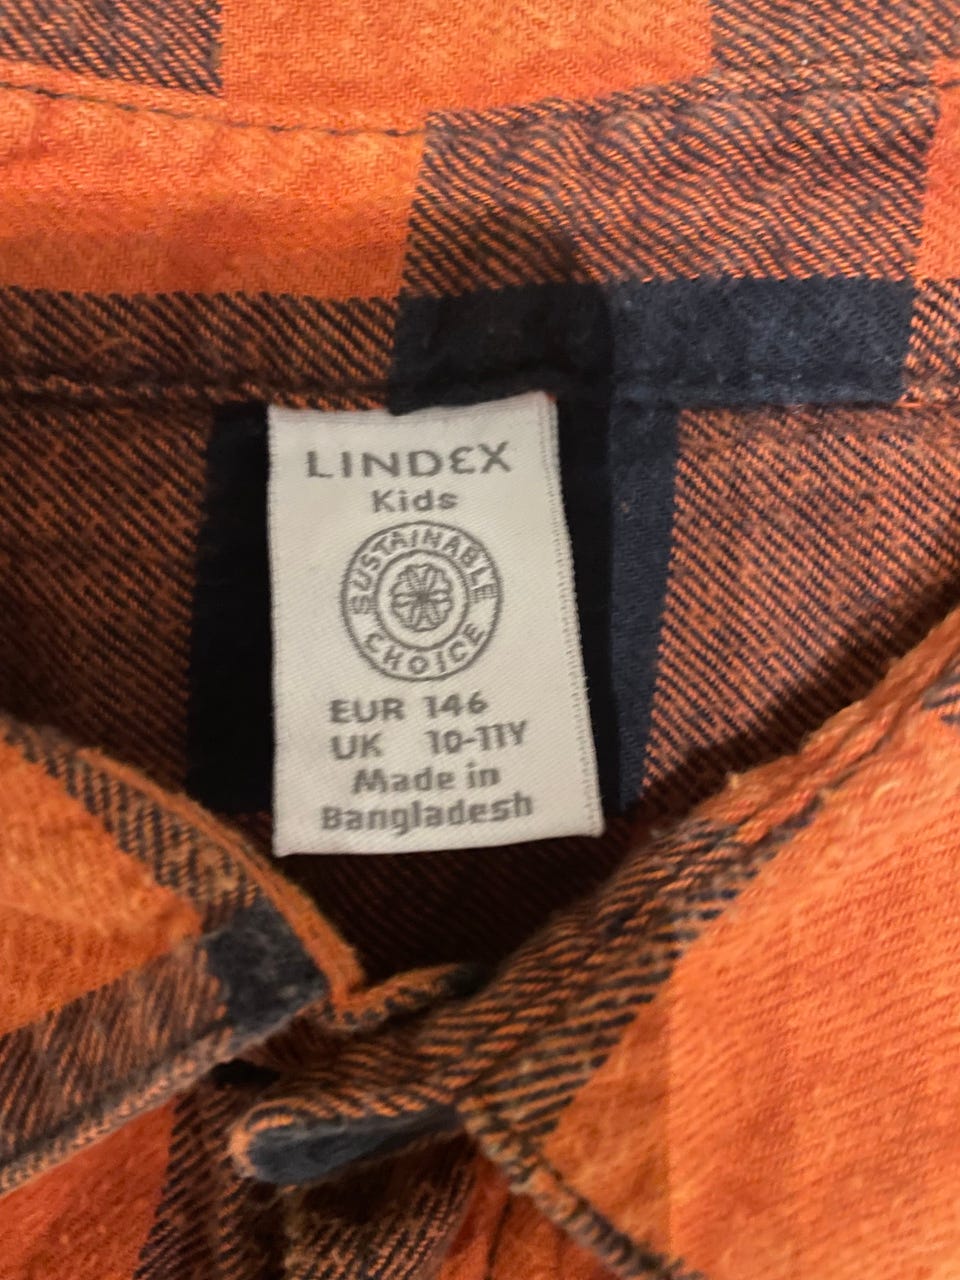 LINDEX
Kids
SUSTAINABLE
CHOICE
EUR 146
UK 10-11Y
Made in
Bangladesh